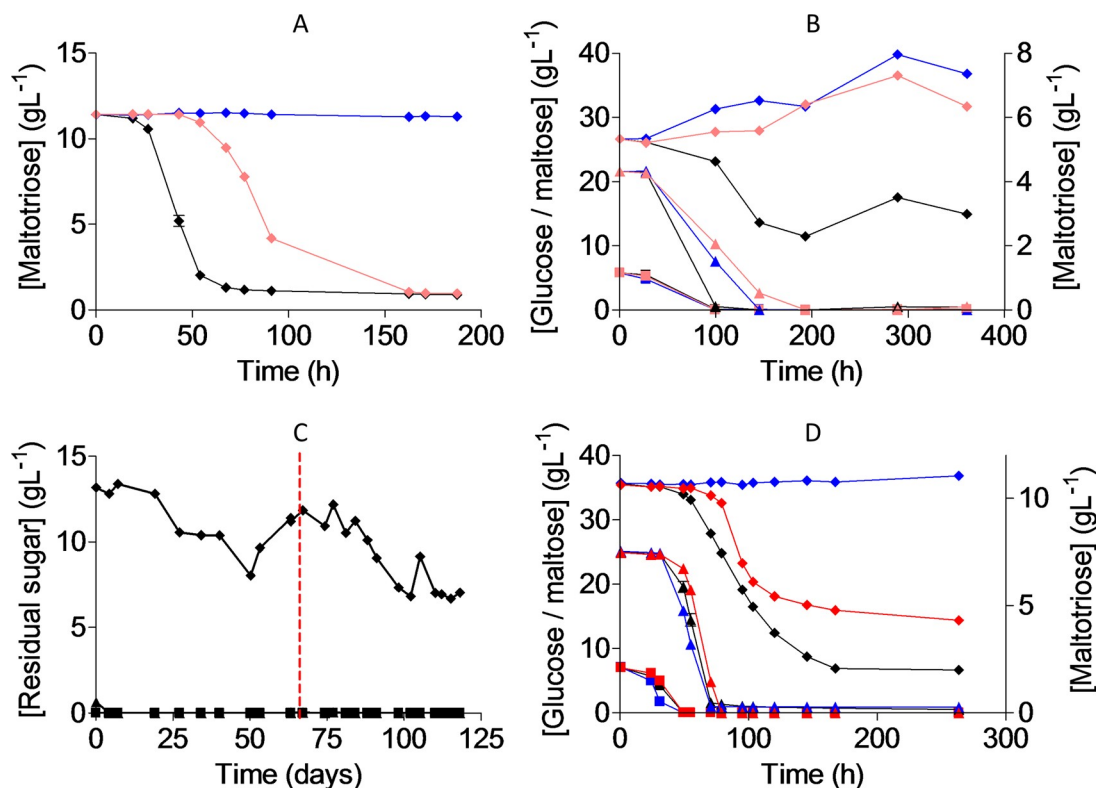 A
[Maltotriose] (gL⁻¹)
15
10
5
0
0 50 100 150 200
Time (h)
B
[Glucose / maltose] (gL⁻¹)
40
30
20
10
0
8
6
4
2
0
[Maltotriose] (gL⁻¹)
0 100 200 300 400
Time (h)
C
[Residual sugar] (gL⁻¹)
15
10
5
0
0 25 50 75 100 125
Time (days)
D
[Glucose / maltose] (gL⁻¹)
40
30
20
10
0
10
5
0
[Maltotriose] (gL⁻¹)
0 100 200 300
Time (h)